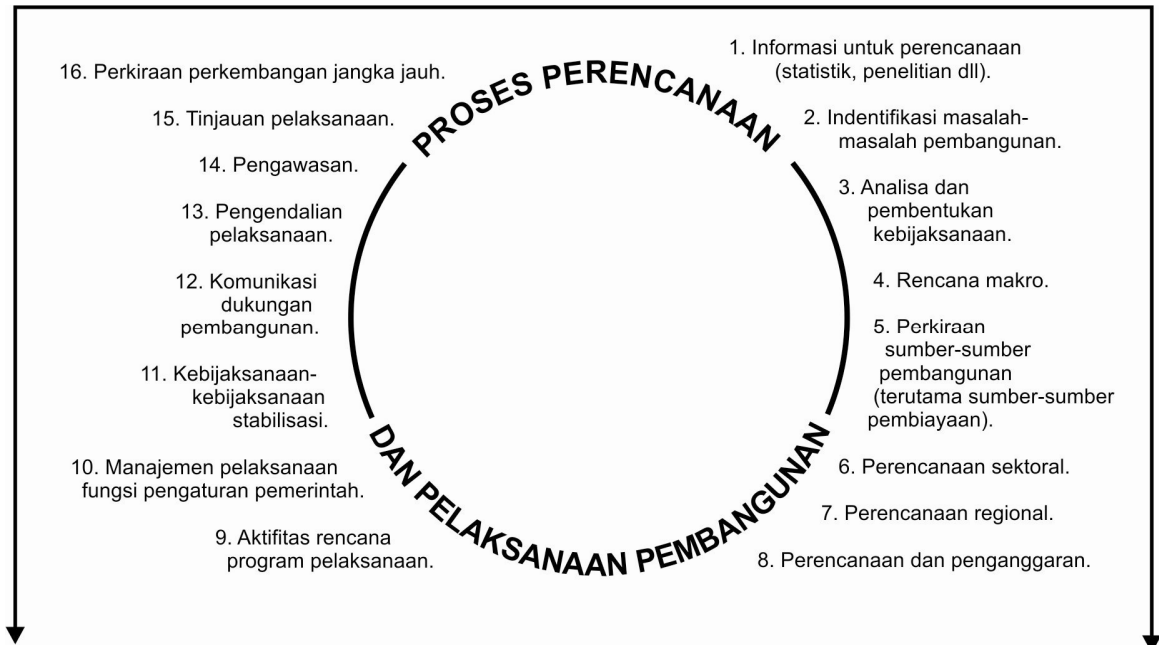 PROSES PERENCANAAN
DAN PELAKSANAAN PEMBANGUNAN
1. Informasi untuk perencanaan
(statistik, penelitian dll).
2. Indentifikasi masalah-
masalah pembangunan.
3. Analisa dan
pembentukan
kebijaksanaan.
4. Rencana makro.
5. Perkiraan
sumber-sumber
pembangunan
(terutama sumber-sumber
pembiayaan).
6. Perencanaan sektoral.
7. Perencanaan regional.
8. Perencanaan dan penganggaran.
9. Aktifitas rencana
program pelaksanaan.
10. Manajemen pelaksanaan
fungsi pengaturan pemerintah.
11. Kebijaksanaan-
kebijaksanaan
stabilisasi.
12. Komunikasi
dukungan
pembangunan.
13. Pengendalian
pelaksanaan.
14. Pengawasan.
15. Tinjauan pelaksanaan.
16. Perkiraan perkembangan jangka jauh.